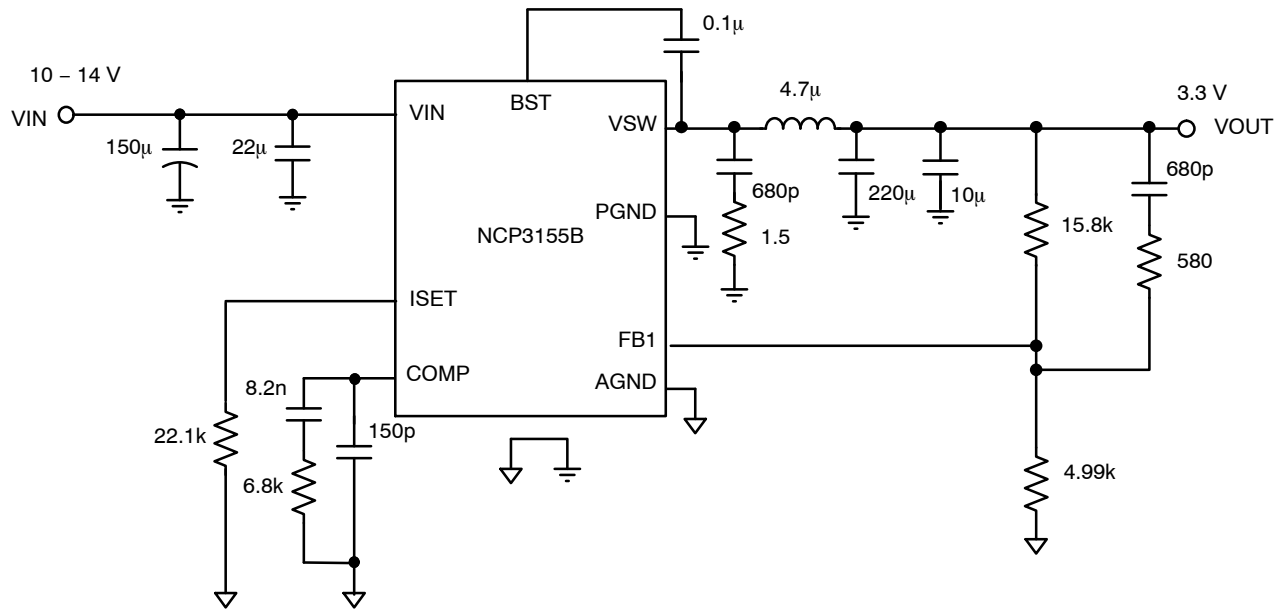 0.1μ
10 – 14 V
VIN
150μ
22μ
VIN
BST
VSW
4.7μ
3.3 V
VOUT
680p
1.5
220μ
10μ
15.8k
680p
580
PGND
NCP3155B
ISET
FB1
COMP
AGND
8.2n
150p
22.1k
6.8k
4.99k